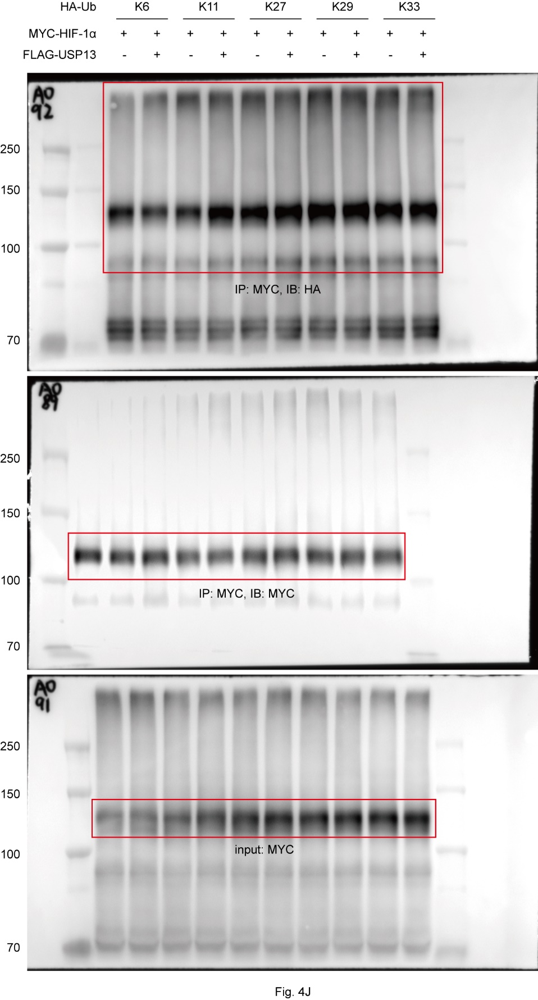 HA-Ub K6 K11 K27 K29 K33
MYC-HIF-1α + + + + + + + + + +
FLAG-USP13 - + - + - + - + - +
A0
92
250
150
100
IP: MYC, IB: HA
70
A0
89
250
150
100
IP: MYC, IB: MYC
70
A0
91
250
150
input: MYC
100
70
Fig. 4J